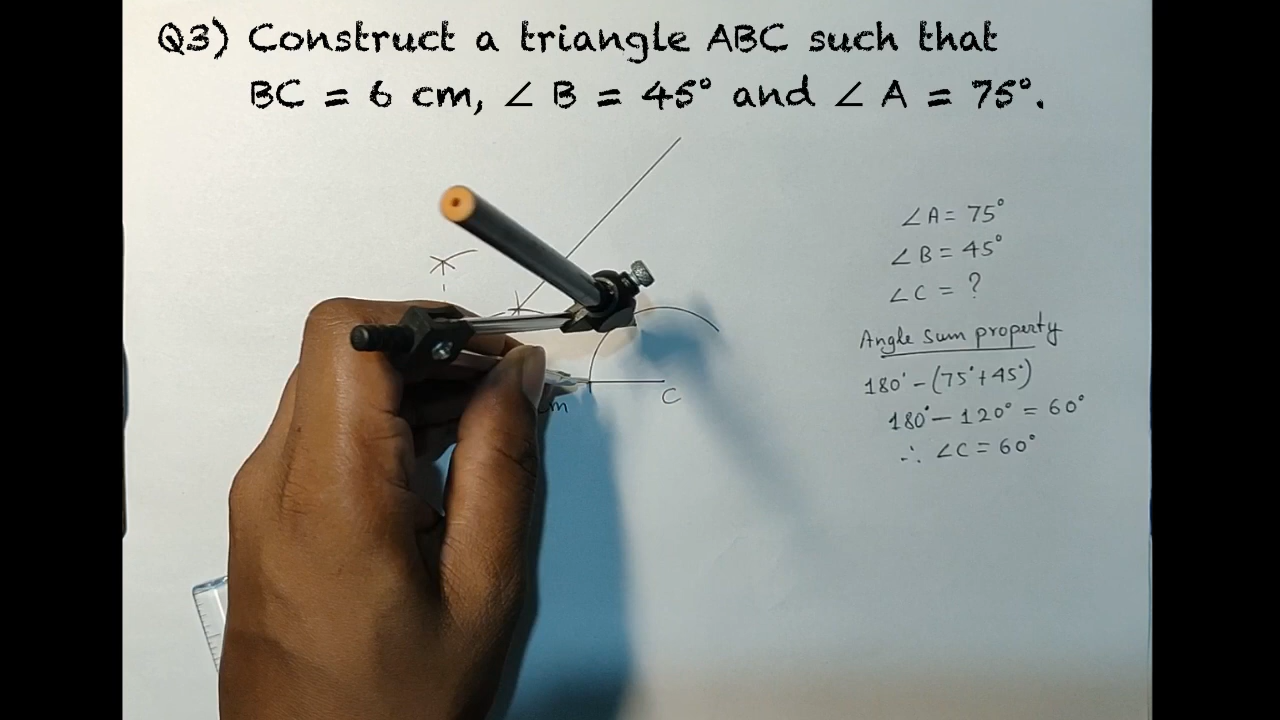 Q3) Construct a triangle ABC such that
BC = 6 cm, ∠ B = 45° and ∠ A = 75°.
∠A = 75°
∠B = 45°
∠C = ?
Angle sum property
180° - (75° + 45°)
180° - 120° = 60°
∴ ∠C = 60°
C